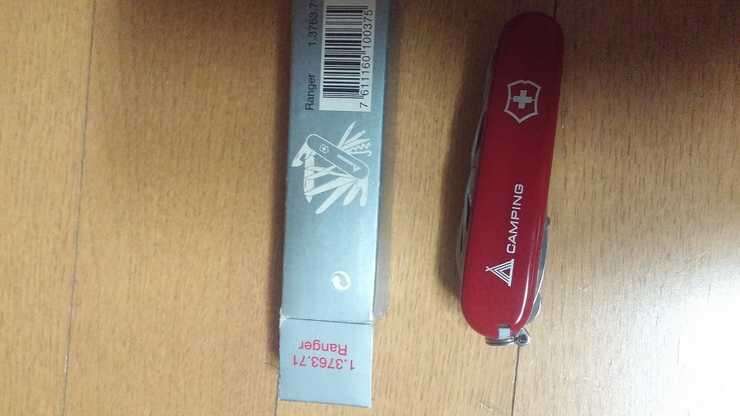 Ranger 1.3763.7
7 611160 100375
1.3763.71
Ranger
CAMPING